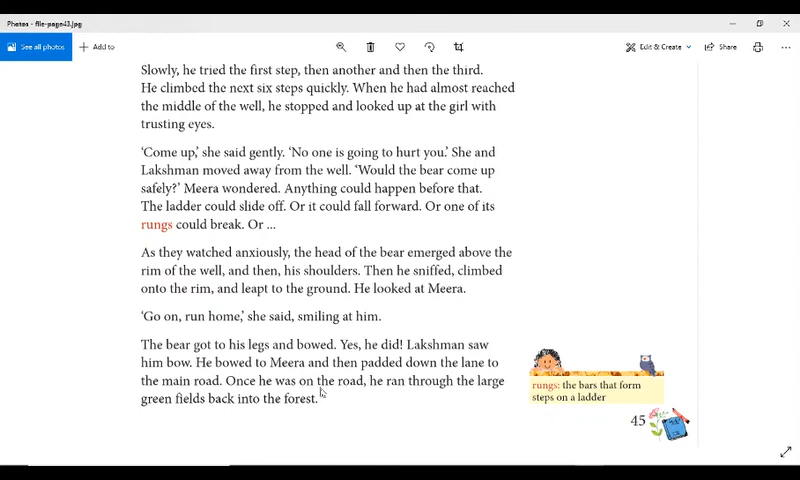 Photos - file-page43.jpg
See all photos
Add to
Edit & Create
Share
Slowly, he tried the first step, then another and then the third.
He climbed the next six steps quickly. When he had almost reached
the middle of the well, he stopped and looked up at the girl with
trusting eyes.
‘Come up,’ she said gently. ‘No one is going to hurt you.’ She and
Lakshman moved away from the well. ‘Would the bear come up
safely?’ Meera wondered. Anything could happen before that.
The ladder could slide off. Or it could fall forward. Or one of its
rungs could break. Or ...
As they watched anxiously, the head of the bear emerged above the
rim of the well, and then, his shoulders. Then he sniffed, climbed
onto the rim, and leapt to the ground. He looked at Meera.
‘Go on, run home,’ she said, smiling at him.
The bear got to his legs and bowed. Yes, he did! Lakshman saw
him bow. He bowed to Meera and then padded down the lane to
the main road. Once he was on the road, he ran through the large
green fields back into the forest.
rungs: the bars that form
steps on a ladder
45